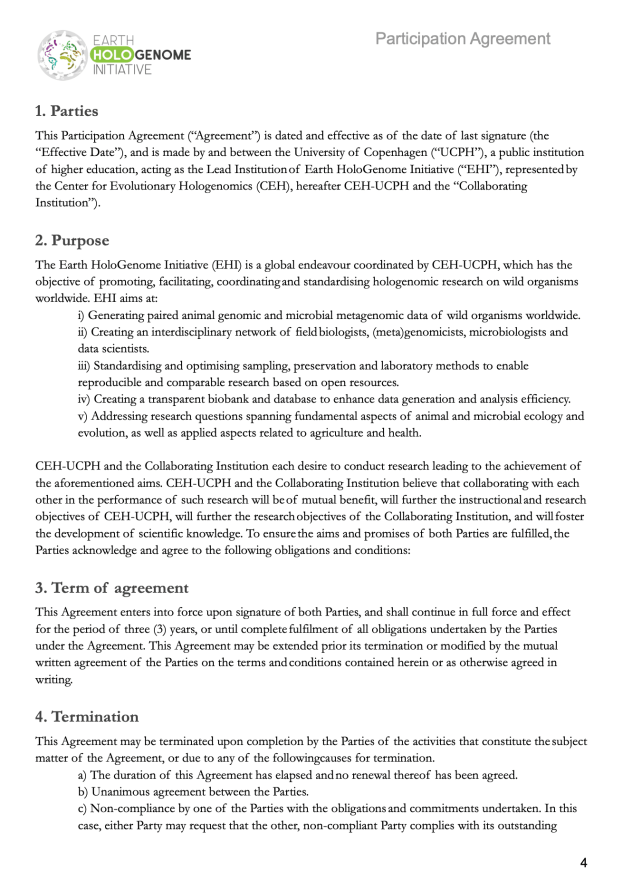 EARTH
HOLOGENOME
INITIATIVE
Participation Agreement
1. Parties
This Participation Agreement (“Agreement”) is dated and effective as of the date of last signature (the
“Effective Date”), and is made by and between the University of Copenhagen (“UCPH”), a public institution
of higher education, acting as the Lead Institution of Earth HoloGenome Initiative (“EHI”), represented by
the Center for Evolutionary Hologenomics (CEH), hereafter CEH-UCPH and the “Collaborating
Institution”).
2. Purpose
The Earth HoloGenome Initiative (EHI) is a global endeavour coordinated by CEH-UCPH, which has the
objective of promoting, facilitating, coordinating and standardising hologenomic research on wild organisms
worldwide. EHI aims at:
i) Generating paired animal genomic and microbial metagenomic data of wild organisms worldwide.
ii) Creating an interdisciplinary network of field biologists, (meta)genomicists, microbiologists and
data scientists.
iii) Standardising and optimising sampling, preservation and laboratory methods to enable
reproducible and comparable research based on open resources.
iv) Creating a transparent biobank and database to enhance data generation and analysis efficiency.
v) Addressing research questions spanning fundamental aspects of animal and microbial ecology and
evolution, as well as applied aspects related to agriculture and health.
CEH-UCPH and the Collaborating Institution each desire to conduct research leading to the achievement of
the aforementioned aims. CEH-UCPH and the Collaborating Institution believe that collaborating with each
other in the performance of such research will be of mutual benefit, will further the instructional and research
objectives of CEH-UCPH, will further the research objectives of the Collaborating Institution, and will foster
the development of scientific knowledge. To ensure the aims and promises of both Parties are fulfilled, the
Parties acknowledge and agree to the following obligations and conditions:
3. Term of agreement
This Agreement enters into force upon signature of both Parties, and shall continue in full force and effect
for the period of three (3) years, or until complete fulfilment of all obligations undertaken by the Parties
under the Agreement. This Agreement may be extended prior its termination or modified by the mutual
written agreement of the Parties on the terms and conditions contained herein or as otherwise agreed in
writing.
4. Termination
This Agreement may be terminated upon completion by the Parties of the activities that constitute the subject
matter of the Agreement, or due to any of the followingcauses for termination.
a) The duration of this Agreement has elapsed and no renewal thereof has been agreed.
b) Unanimous agreement between the Parties.
c) Non-compliance by one of the Parties with the obligations and commitments undertaken. In this
case, either Party may request that the other, non-compliant Party complies with its outstanding
4